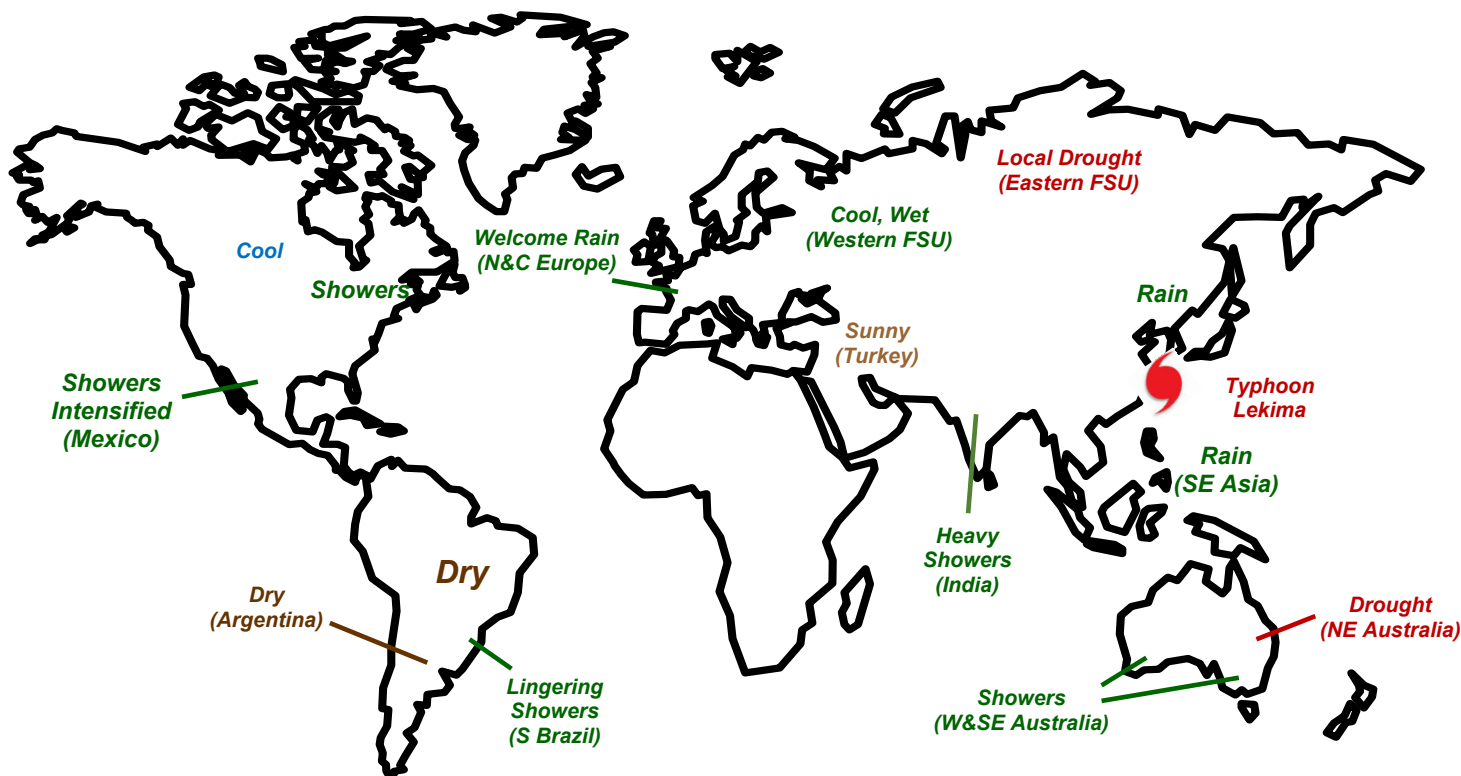 Local Drought
(Eastern FSU)
Cool, Wet
(Western FSU)
Welcome Rain
(N&C Europe)
Cool
Showers
Rain
Sunny
(Turkey)
Showers
Intensified
(Mexico)
Typhoon
Lekima
Rain
(SE Asia)
Heavy
Showers
(India)
Dry
Dry
(Argentina)
Drought
(NE Australia)
Lingering
Showers
(S Brazil)
Showers
(W&SE Australia)